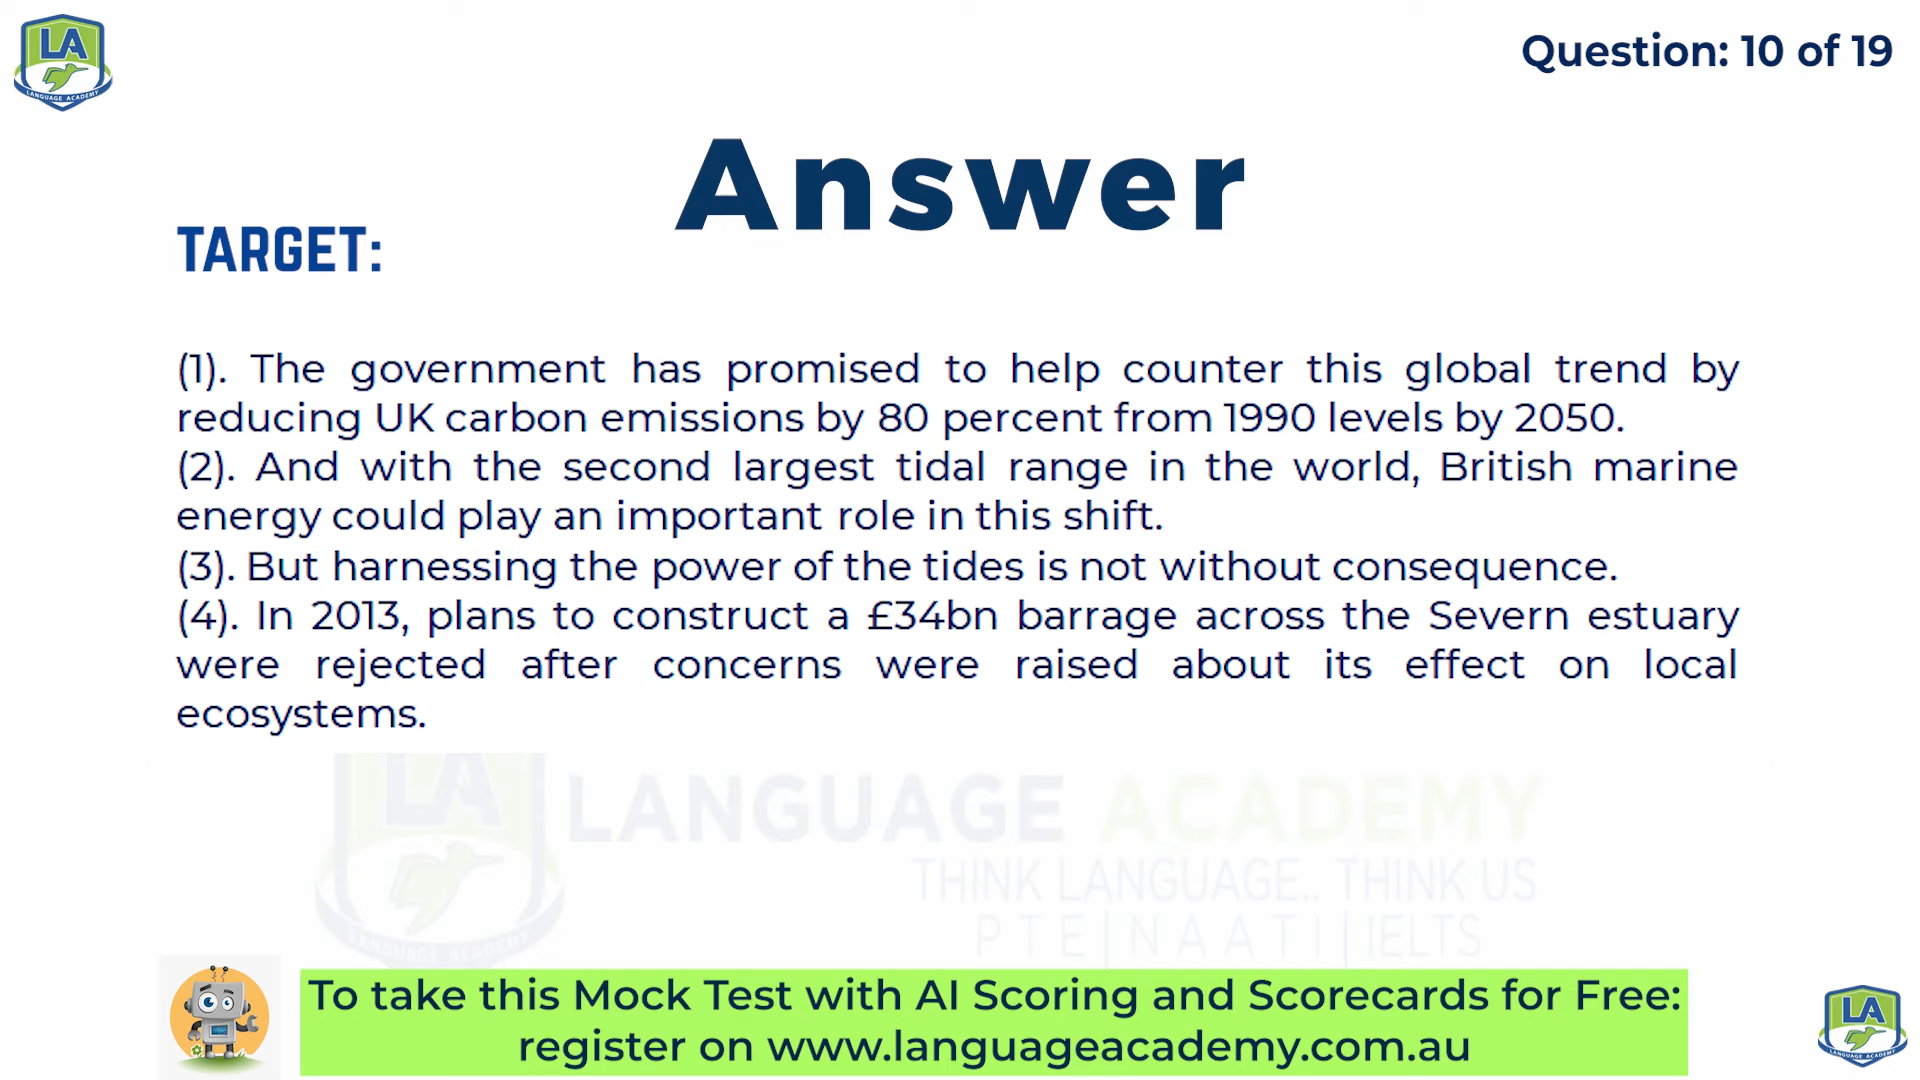 LA
LANGUAGE ACADEMY
Question: 10 of 19
Answer
TARGET:
(1). The government has promised to help counter this global trend by
reducing UK carbon emissions by 80 percent from 1990 levels by 2050.
(2). And with the second largest tidal range in the world, British marine
energy could play an important role in this shift.
(3). But harnessing the power of the tides is not without consequence.
(4). In 2013, plans to construct a £34bn barrage across the Severn estuary
were rejected after concerns were raised about its effect on local
ecosystems.
LA
LANGUAGE ACADEMY
THINK LANGUAGE.. THINK US
PTE|NAATI|IELTS
LANGUAGE ACADEMY
To take this Mock Test with AI Scoring and Scorecards for Free:
register on www.languageacademy.com.au
LA
LANGUAGE ACADEMY